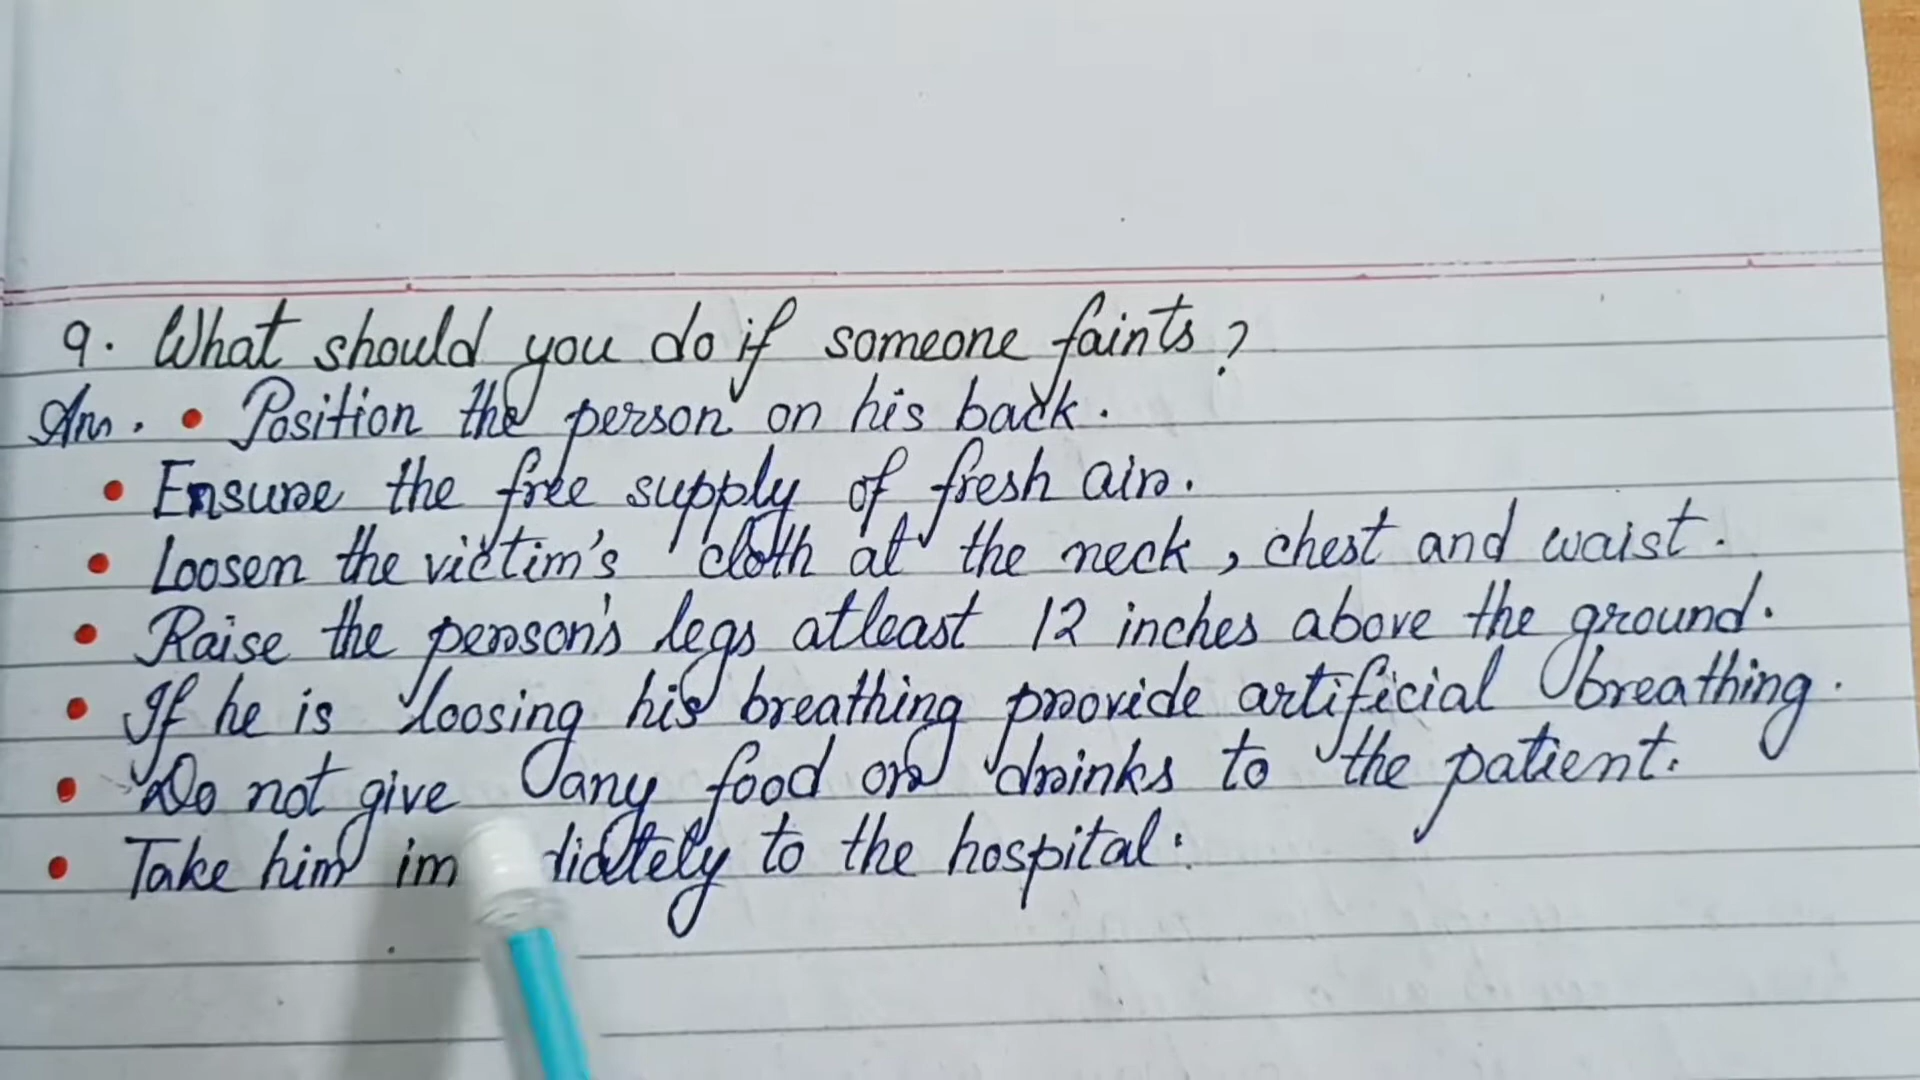 9. What should you do if someone faints?
Ans. • Position the person on his back.
• Ensure the free supply of fresh air.
• Loosen the victim's cloth at the neck, chest and waist.
• Raise the person's legs atleast 12 inches above the ground.
• If he is loosing his breathing provide artificial breathing.
• Do not give any food or drinks to the patient.
• Take him to the hospital.